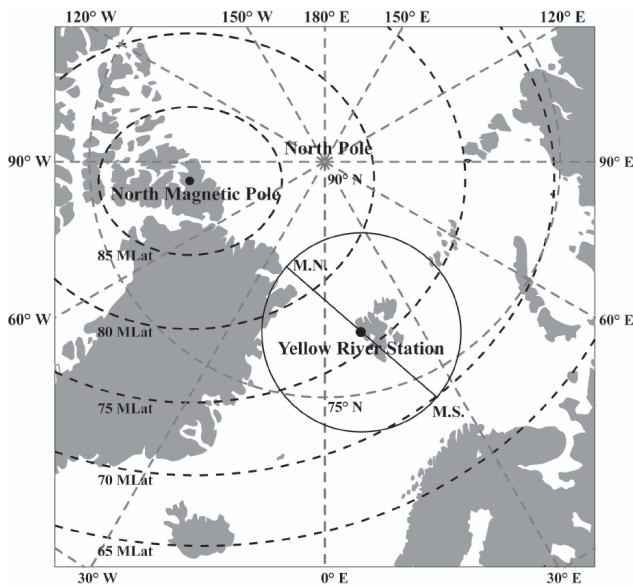 120° W
150° W
180° E
150° E
120° E
North Pole
90° W
90° E
90° N
North Magnetic Pole
85 MLat
M.N.
60° W
60° E
80 MLat
Yellow River Station
75 MLat
75° N
M.S.
70 MLat
65 MLat
30° W
0° E
30° E